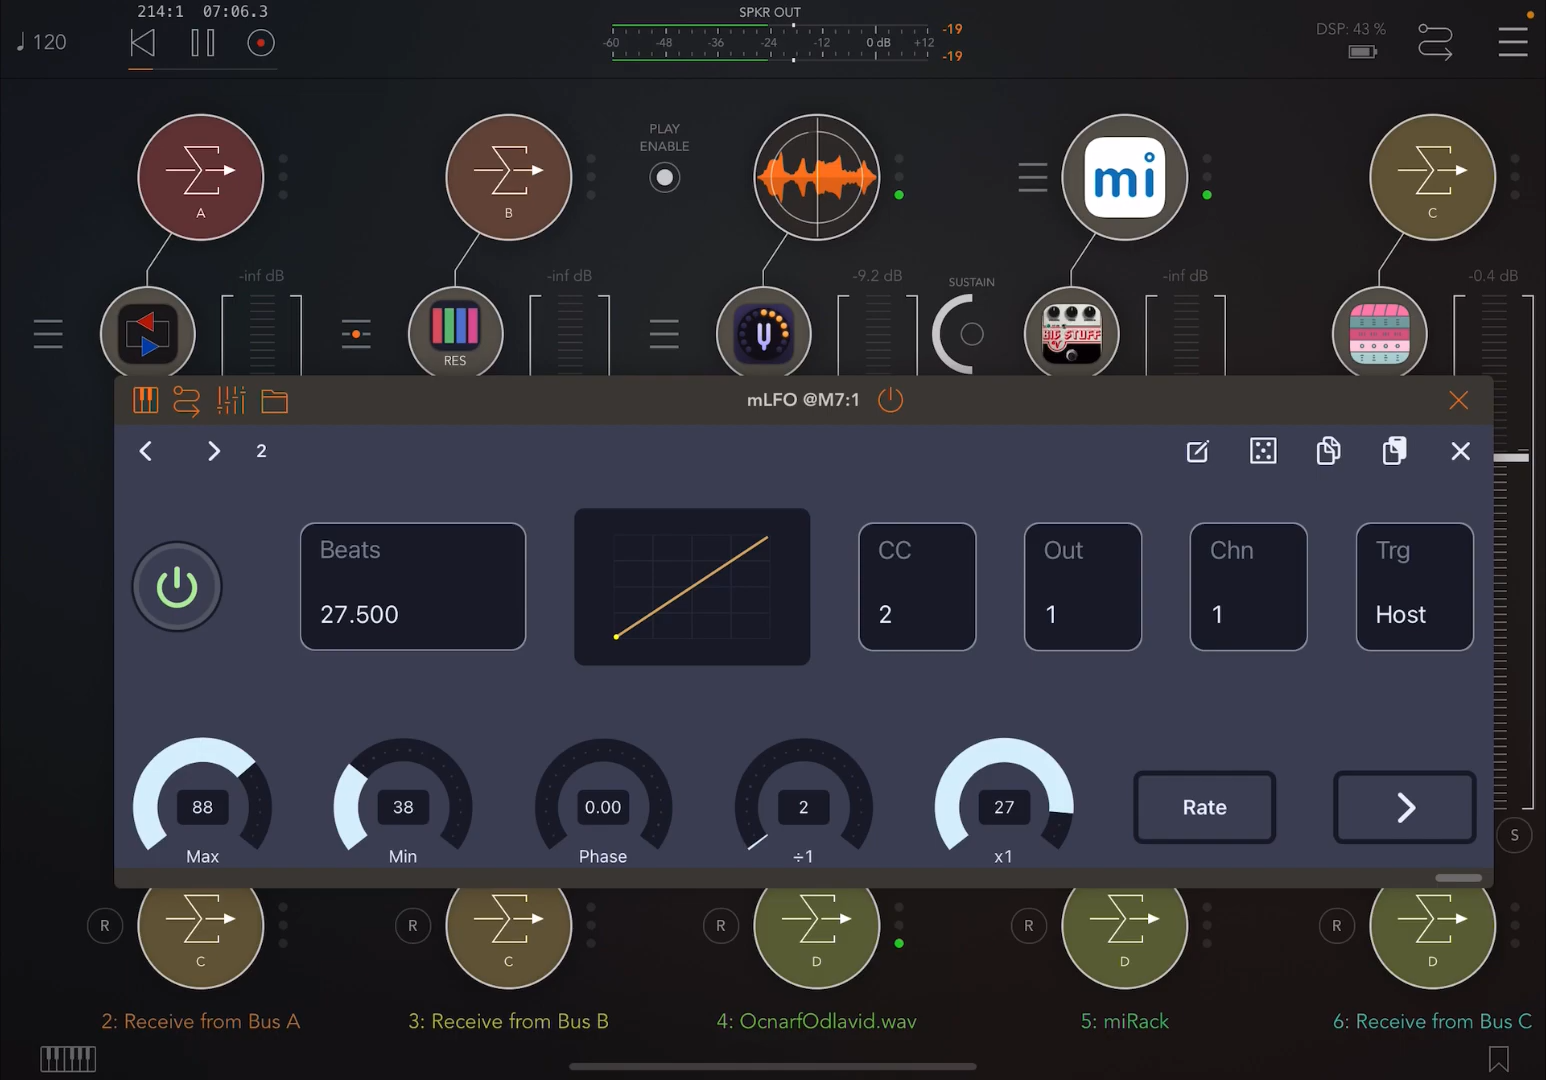 214:1 07:06.3
120
SPKR OUT
-60 -48 -36 -24 -12 0 dB +12
-19
-19
DSP: 43 %
A
B
PLAY
ENABLE
mi
C
-inf dB
-inf dB
-9.2 dB
SUSTAIN
-inf dB
-0.4 dB
RES
BIG STUFF
mLFO @M7:1
2
Beats
27.500
CC
2
Out
1
Chn
1
Trg
Host
88
38
0.00
2
27
Rate
Max
Min
Phase
÷1
x1
S
R
R
R
R
R
C
C
D
D
D
2: Receive from Bus A
3: Receive from Bus B
4: OcnarfOdlavid.wav
5: miRack
6: Receive from Bus C